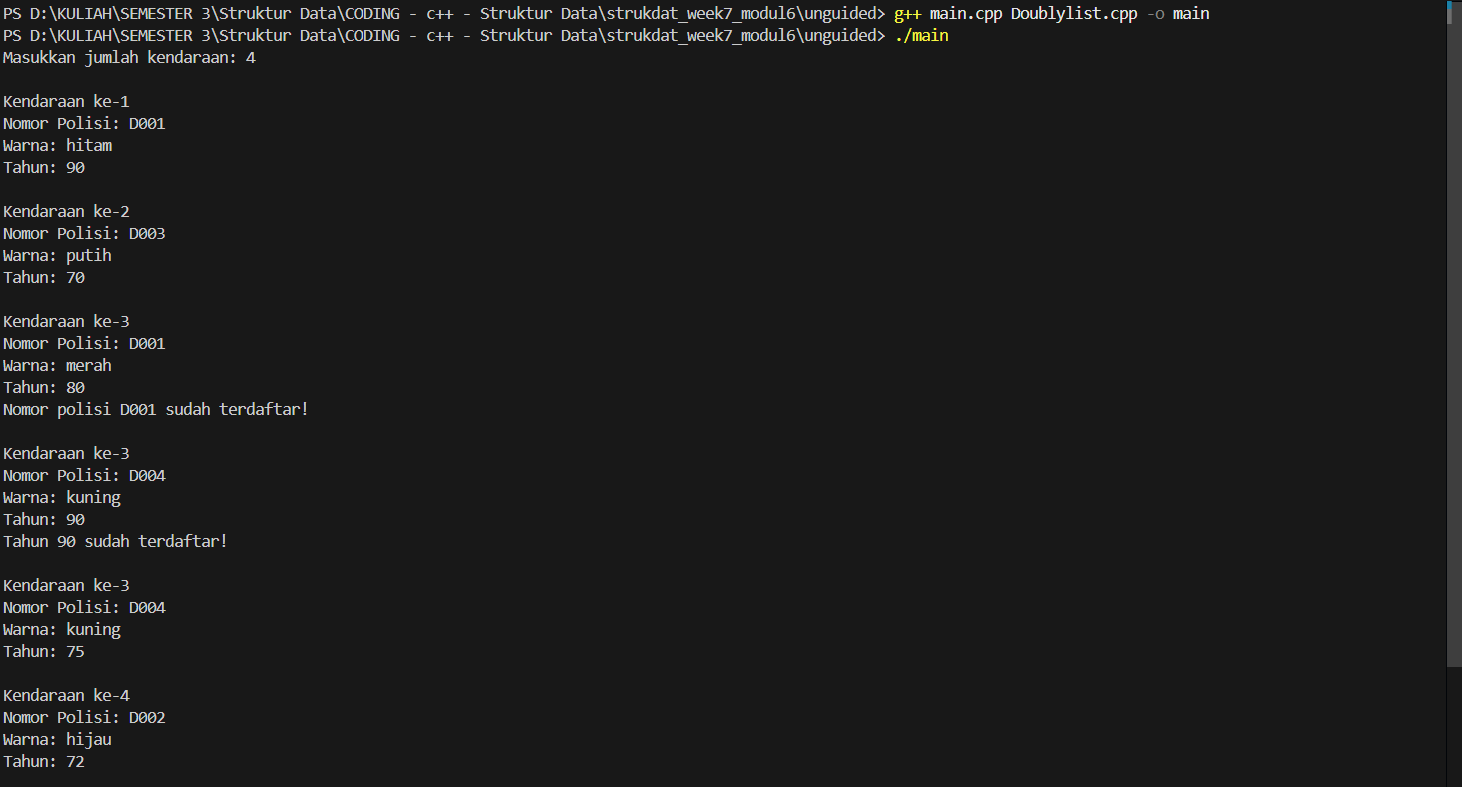 PS D:\KULIAH\SEMESTER 3\Struktur Data\CODING - c++ - Struktur Data\strukdat_week7_modul6\unguided> g++ main.cpp Doublylist.cpp -o main
PS D:\KULIAH\SEMESTER 3\Struktur Data\CODING - c++ - Struktur Data\strukdat_week7_modul6\unguided> ./main
Masukkan jumlah kendaraan: 4
Kendaraan ke-1
Nomor Polisi: D001
Warna: hitam
Tahun: 90
Kendaraan ke-2
Nomor Polisi: D003
Warna: putih
Tahun: 70
Kendaraan ke-3
Nomor Polisi: D001
Warna: merah
Tahun: 80
Nomor polisi D001 sudah terdaftar!
Kendaraan ke-3
Nomor Polisi: D004
Warna: kuning
Tahun: 90
Tahun 90 sudah terdaftar!
Kendaraan ke-3
Nomor Polisi: D004
Warna: kuning
Tahun: 75
Kendaraan ke-4
Nomor Polisi: D002
Warna: hijau
Tahun: 72